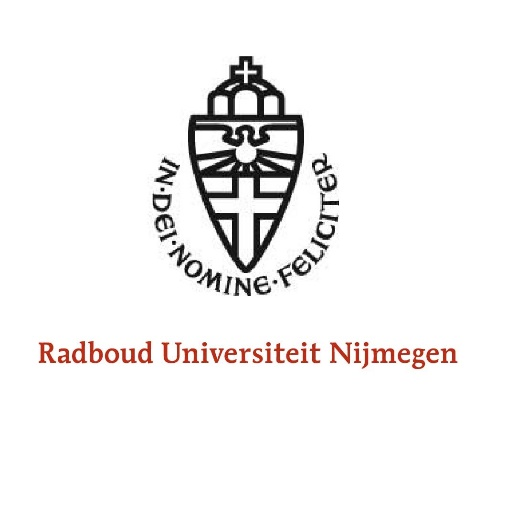 IN·DEI·NOMINE·FELICITER
Radboud Universiteit Nijmegen